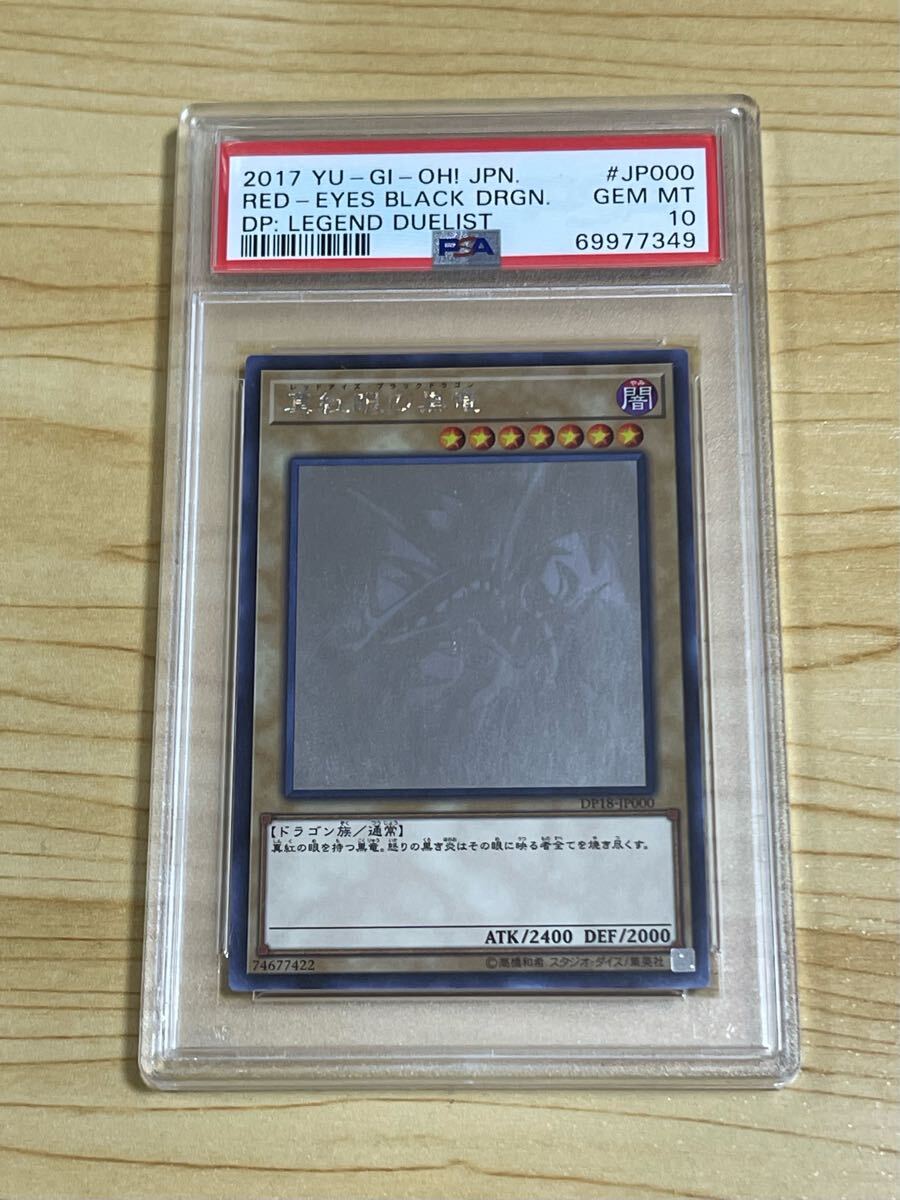 2017 YU-GI-OH! JPN. #JP000
RED-EYES BLACK DRGN. GEM MT
DP: LEGEND DUELIST 10
PSA 69977349
レッドアイズ・ブラックドラゴン
真紅眼の黒竜
やみ
闇
DP18-JP000
【ドラゴン族／通常】
真紅の眼を持つ黒竜。怒りの黒き炎はその眼に映る者全てを焼き尽くす。
ATK/2400 DEF/2000
74677422 ©高橋和希 スタジオ・ダイス/集英社